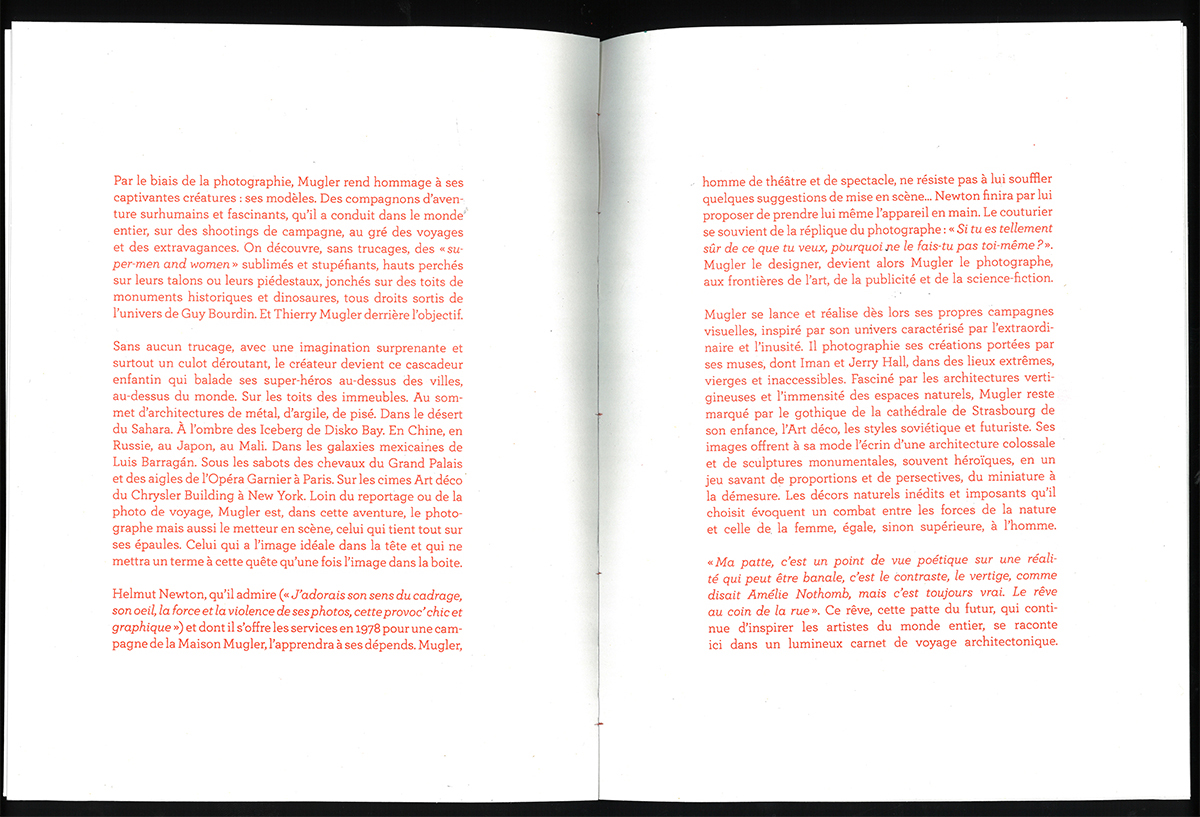 Par le biais de la photographie, Mugler rend hommage à ses
captivantes créatures : ses modèles. Des compagnons d'aven-
ture surhumains et fascinants, qu'il a conduit dans le monde
entier, sur des shootings de campagne, au gré des voyages
et des extravagances. On découvre, sans trucages, des « su-
per-men and women » sublimés et stupéfiants, hauts perchés
sur leurs talons ou leurs piédestaux, jonchés sur des toits de
monuments historiques et dinosaures, tous droits sortis de
l'univers de Guy Bourdin. Et Thierry Mugler derrière l'objectif.

Sans aucun trucage, avec une imagination surprenante et
surtout un culot déroutant, le créateur devient ce cascadeur
enfantin qui balade ses super-héros au-dessus des villes,
au-dessus du monde. Sur les toits des immeubles. Au som-
met d'architectures de métal, d'argile, de pisé. Dans le désert
du Sahara. À l'ombre des Iceberg de Disko Bay. En Chine, en
Russie, au Japon, au Mali. Dans les galaxies mexicaines de
Luis Barragán. Sous les sabots des chevaux du Grand Palais
et des aigles de l'Opéra Garnier à Paris. Sur les cimes Art déco
du Chrysler Building à New York. Loin du reportage ou de la
photo de voyage, Mugler est, dans cette aventure, le photo-
graphe mais aussi le metteur en scène, celui qui tient tout sur
ses épaules. Celui qui a l'image idéale dans la tête et qui ne
mettra un terme à cette quête qu'une fois l'image dans la boite.

Helmut Newton, qu'il admire (« J'adorais son sens du cadrage,
son oeil, la force et la violence de ses photos, cette provoc' chic et
graphique ») et dont il s'offre les services en 1978 pour une cam-
pagne de la Maison Mugler, l'apprendra à ses dépends. Mugler,

homme de théâtre et de spectacle, ne résiste pas à lui souffler
quelques suggestions de mise en scène... Newton finira par lui
proposer de prendre lui même l'appareil en main. Le couturier
se souvient de la réplique du photographe : « Si tu es tellement
sûr de ce que tu veux, pourquoi ne le fais-tu pas toi-même ? ».
Mugler le designer, devient alors Mugler le photographe,
aux frontières de l'art, de la publicité et de la science-fiction.

Mugler se lance et réalise dès lors ses propres campagnes
visuelles, inspiré par son univers caractérisé par l'extraordi-
naire et l'inusité. Il photographie ses créations portées par
ses muses, dont Iman et Jerry Hall, dans des lieux extrêmes,
vierges et inaccessibles. Fasciné par les architectures verti-
gineuses et l'immensité des espaces naturels, Mugler reste
marqué par le gothique de la cathédrale de Strasbourg de
son enfance, l'Art déco, les styles soviétique et futuriste. Ses
images offrent à sa mode l'écrin d'une architecture colossale
et de sculptures monumentales, souvent héroïques, en un
jeu savant de proportions et de persectives, du miniature à
la démesure. Les décors naturels inédits et imposants qu'il
choisit évoquent un combat entre les forces de la nature
et celle de la femme, égale, sinon supérieure, à l'homme.

« Ma patte, c'est un point de vue poétique sur une réali-
té qui peut être banale, c'est le contraste, le vertige, comme
disait Amélie Nothomb, mais c'est toujours vrai. Le rêve
au coin de la rue ». Ce rêve, cette patte du futur, qui conti-
nue d'inspirer les artistes du monde entier, se raconte
ici dans un lumineux carnet de voyage architectonique.